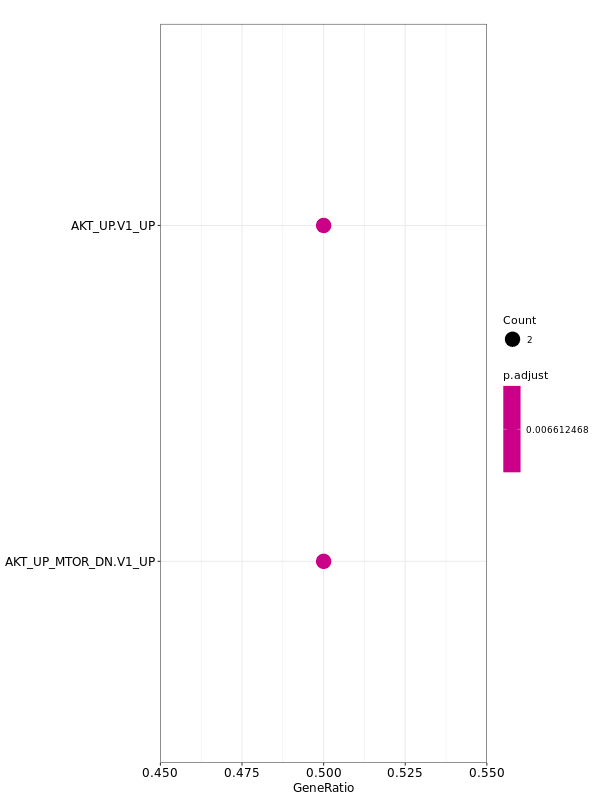 AKT_UP.V1_UP
AKT_UP_MTOR_DN.V1_UP
0.450 0.475 0.500 0.525 0.550
GeneRatio
Count
2
p.adjust
0.006612468